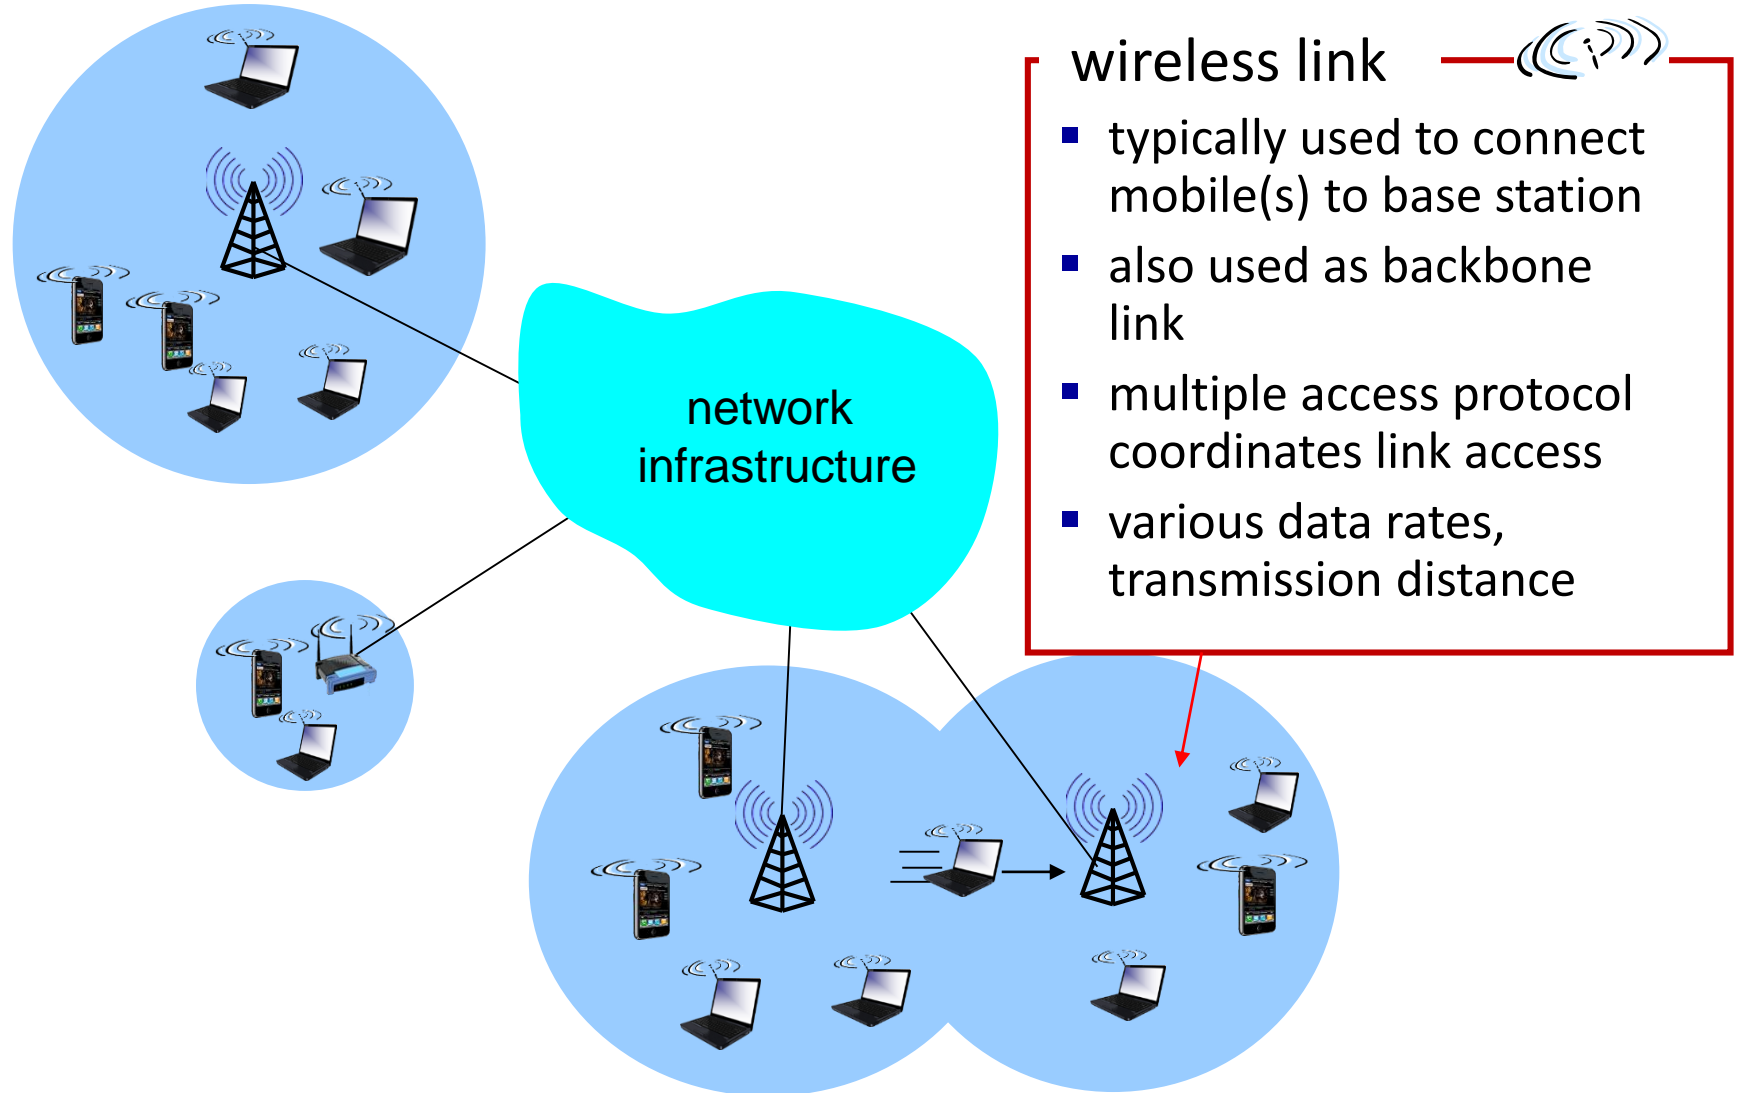 wireless link
typically used to connect
mobile(s) to base station
also used as backbone
link
multiple access protocol
coordinates link access
various data rates,
transmission distance
network
infrastructure